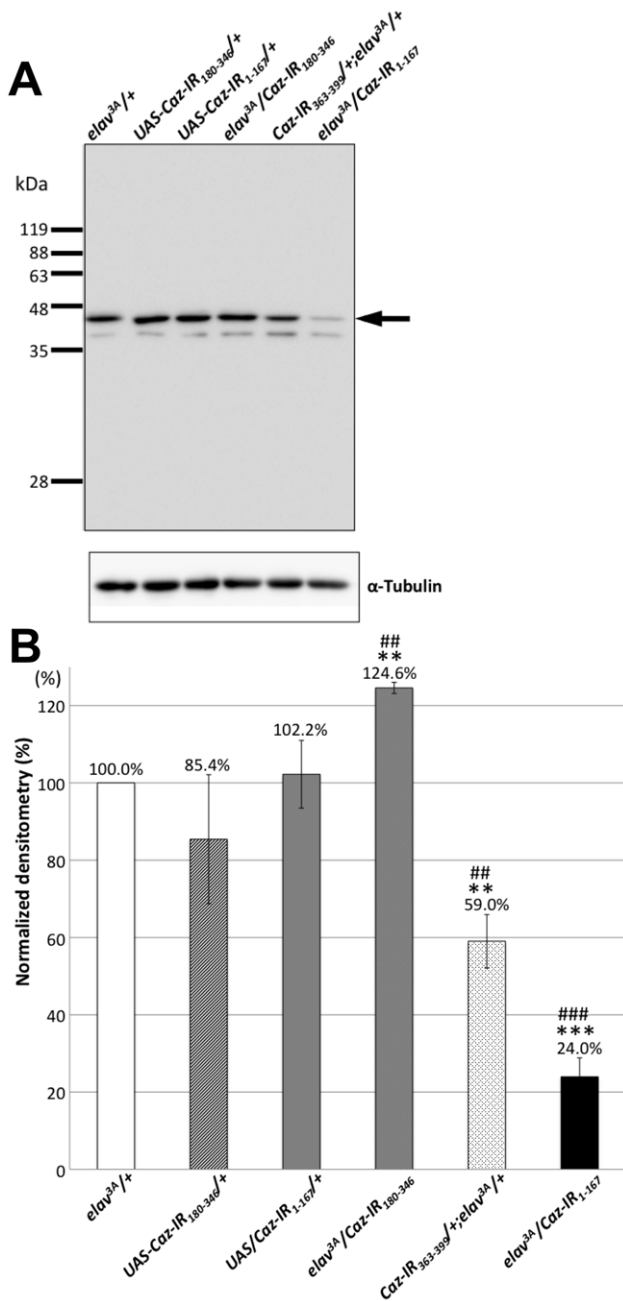 A
elav³ᴬ/+
UAS-Caz-IR₁₈₀₋₃₄₆/+
UAS-Caz-IR₁₋₁₆₇/+
elav³ᴬ/Caz-IR₁₈₀₋₃₄₆
Caz-IR₃₆₃₋₃₉₉/+;elav³ᴬ/+
elav³ᴬ/Caz-IR₁₋₁₆₇
kDa
119
88
63
48
35
28
α-Tubulin
B
(%)
Normalized densitometry (%)
120
100
80
60
40
20
0
100.0%
85.4%
102.2%
##
**
124.6%
##
**
59.0%
###
***
24.0%
elav³ᴬ/+
UAS-Caz-IR₁₈₀₋₃₄₆/+
UAS/Caz-IR₁₋₁₆₇/+
elav³ᴬ/Caz-IR₁₈₀₋₃₄₆
Caz-IR₃₆₃₋₃₉₉/+;elav³ᴬ/+
elav³ᴬ/Caz-IR₁₋₁₆₇